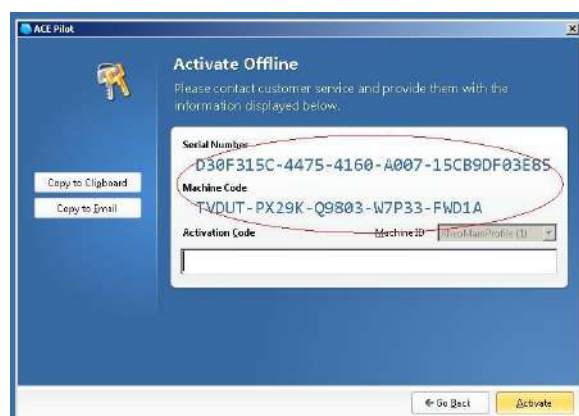 ACE Pilot
Activate Offline
Please contact customer service and provide them with the
information displayed below.
Serial Number
D30F315C-4475-4160-A007-15CB9DF03E85
Copy to Clipboard
Machine Code
Copy to Email
TVDUT-PX29K-Q9803-W7P33-FWD1A
Activation Code
Machine ID
Go Back
Activate